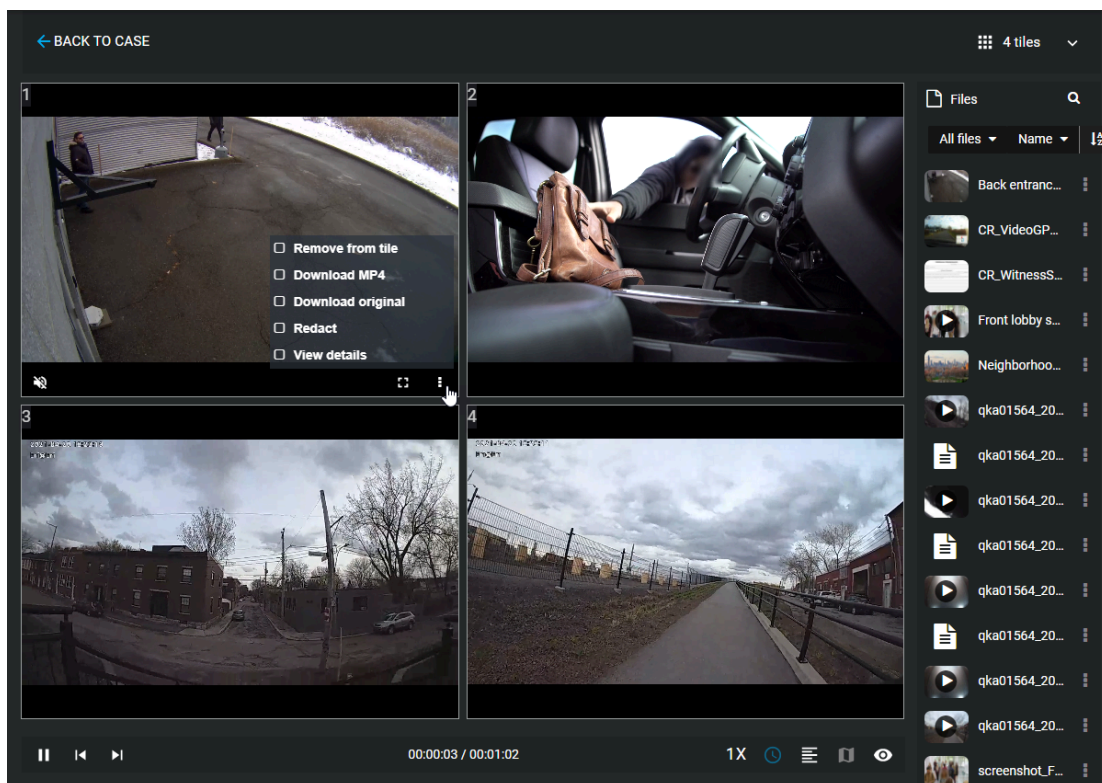 BACK TO CASE
4 tiles
1
2
Files
All files
Name
Back entranc...
CR_VideoGP...
CR_WitnessS...
Front lobby s...
Neighborhoo...
qka01564_20...
qka01564_20...
qka01564_20...
qka01564_20...
qka01564_20...
qka01564_20...
qka01564_20...
qka01564_20...
screenshot_F...
Remove from tile
Download MP4
Download original
Redact
View details
3
4
00:00:03 / 00:01:02
1X